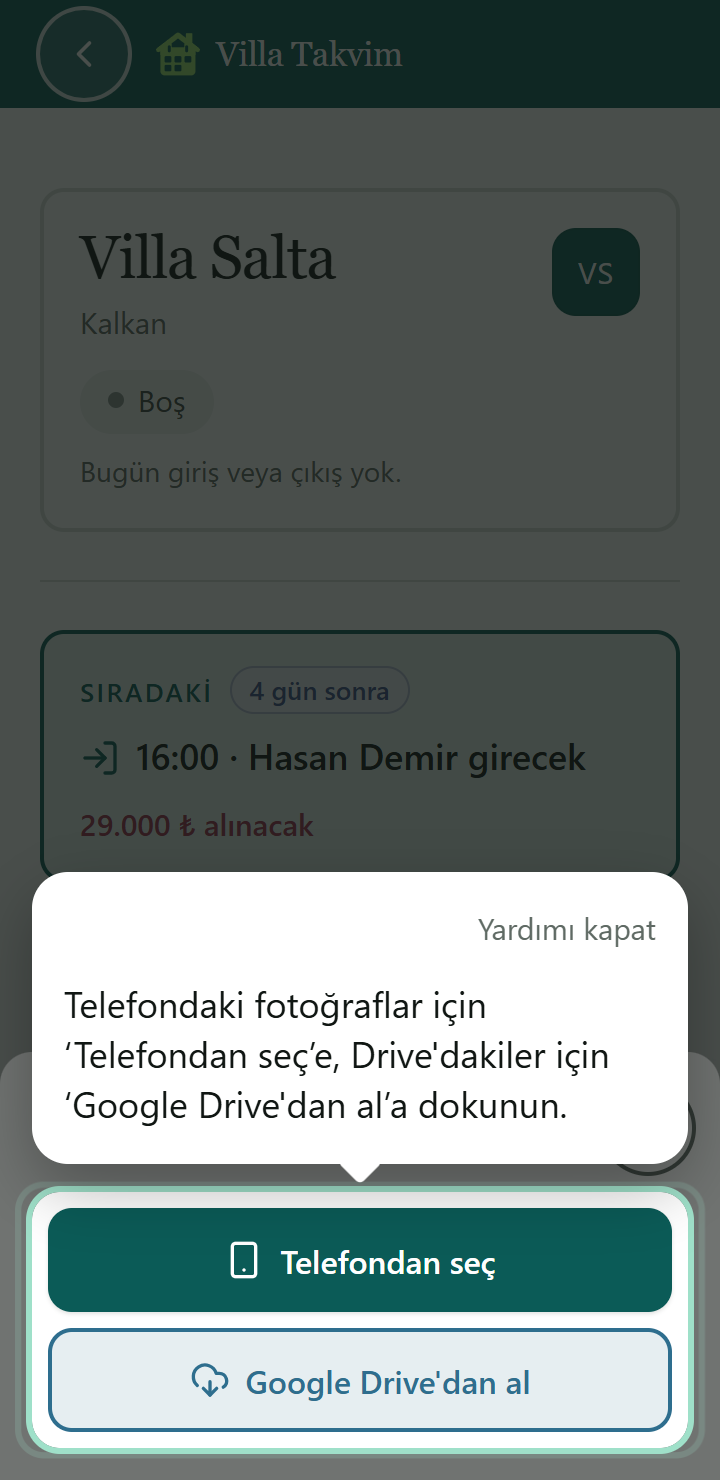 Villa Takvim
Villa Salta
VS
Kalkan
Boş
Bugün giriş veya çıkış yok.
SIRADAKİ
4 gün sonra
16:00 · Hasan Demir girecek
29.000 ₺ alınacak
Yardımı kapat
Telefondaki fotoğraflar için
‘Telefondan seç’e, Drive'dakiler için
‘Google Drive'dan al’a dokunun.
Telefondan seç
Google Drive'dan al